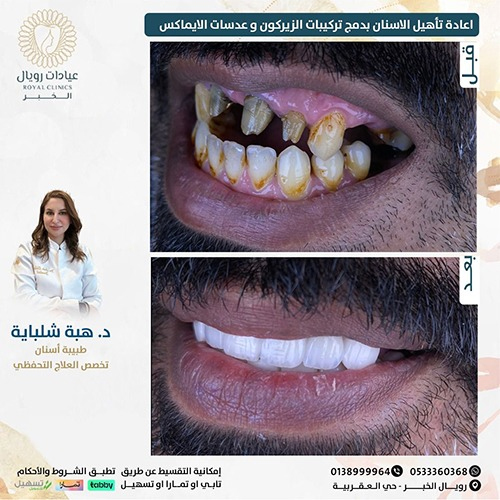 اعادة تأهيل الاسنان بدمج تركيبات الزيركون و عدسات الايماكس
عيادات رويال
ROYAL CLINICS
الخبر
قبل
بعد
د. هبة شلباية
طبيبة أسنان
تخصص العلاج التحفظي
0533360368
0138999964
رويال الخبر - حي العقربية
إمكانية التقسيط عن طريق
تابي او تمارا او تسهيل
تطبق الشروط والأحكام
tabby
تمارا
تسهيل